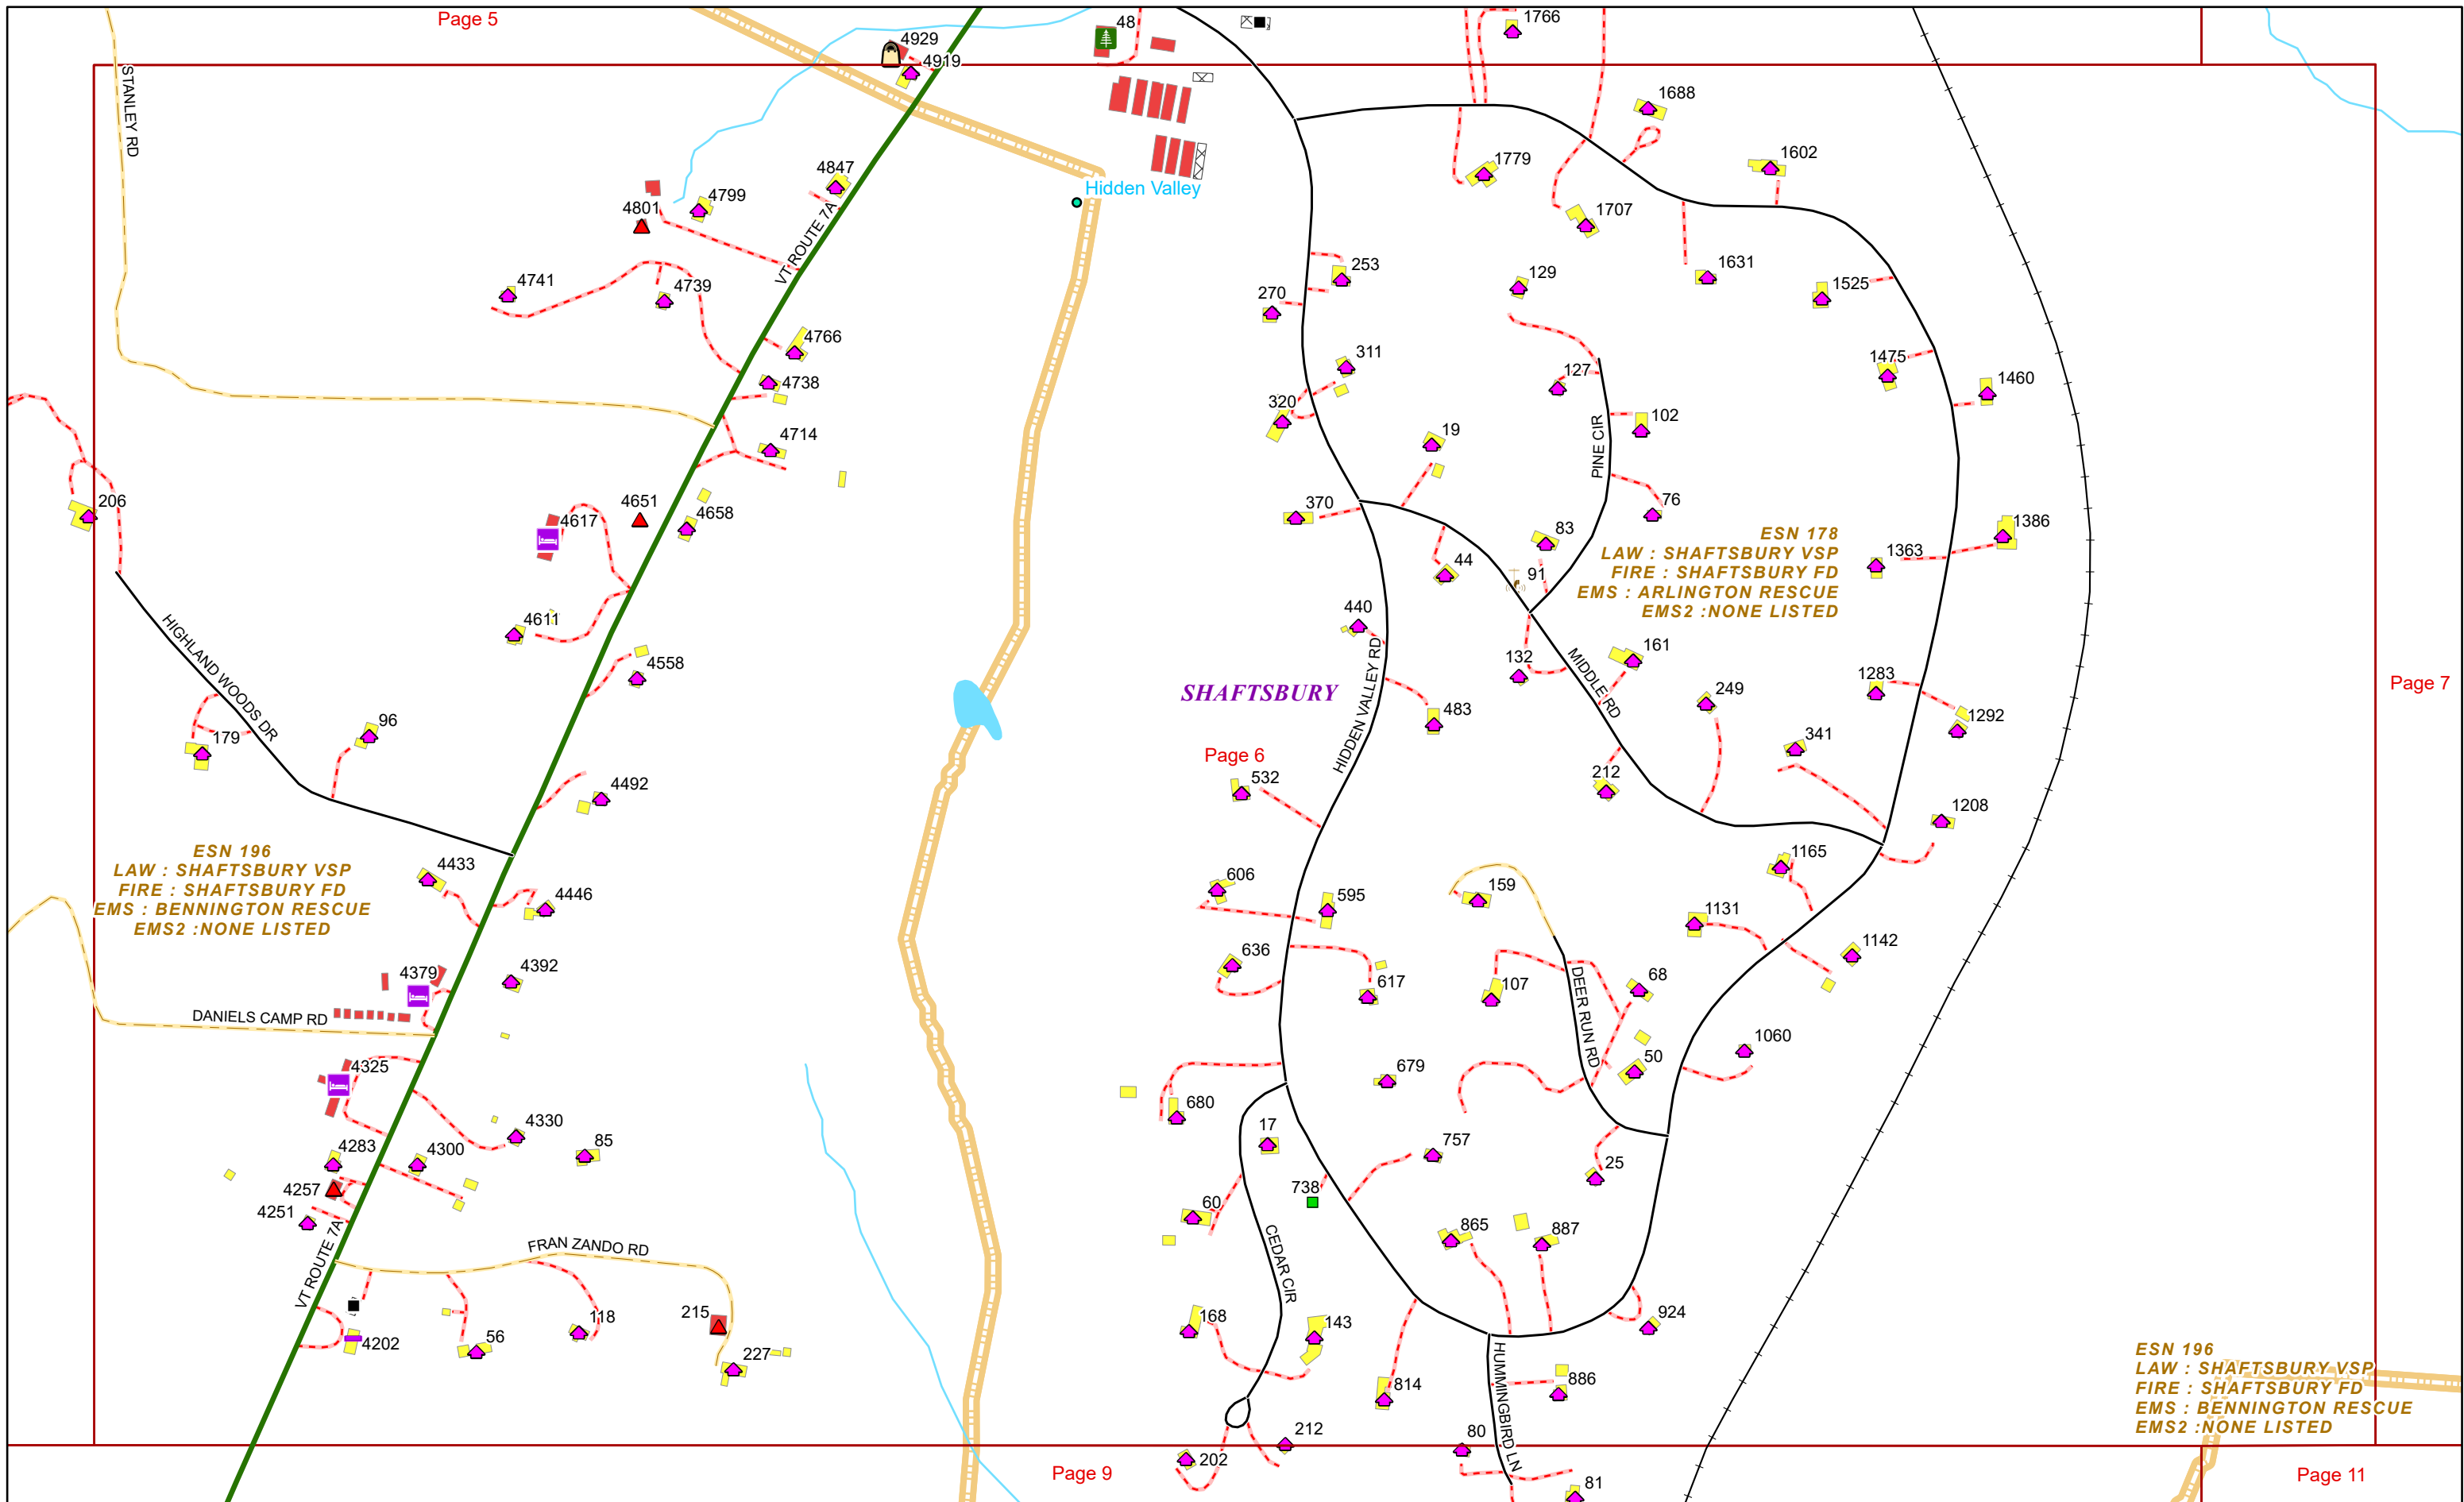 Page 5
48
1766
4929
4919
STANLEY RD
1688
1602
1779
4847
Hidden Valley
4799
4801
VT ROUTE 7A
1707
1631
253
129
4741
4739
270
1525
4766
311
127
1475
1460
4738
320
102
19
PINE CIR
4714
206
4651
4617
4658
370
76
83
1386
ESN 178
LAW : SHAFTSBURY VSP
FIRE : SHAFTSBURY FD
EMS : ARLINGTON RESCUE
EMS2 :NONE LISTED
1363
44
91
440
4611
HIGHLAND WOODS DR
4558
132
161
MIDDLE RD
HIDDEN VALLEY RD
1283
Page 7
SHAFTSBURY
249
483
1292
96
179
341
Page 6
532
212
4492
1208
ESN 196
LAW : SHAFTSBURY VSP
FIRE : SHAFTSBURY FD
EMS : BENNINGTON RESCUE
EMS2 :NONE LISTED
4433
4446
606
595
159
1165
1131
1142
636
617
4379
4392
107
DEER RUN RD
68
DANIELS CAMP RD
4325
679
50
1060
680
4330
17
757
4283
4300
85
25
4257
738
4251
60
865
887
VT ROUTE 7A
FRAN ZANDO RD
CEDAR CIR
4202
56
118
215
168
143
924
227
HUMMINGBIRD LN
814
886
ESN 196
LAW : SHAFTSBURY VSP
FIRE : SHAFTSBURY FD
EMS : BENNINGTON RESCUE
EMS2 :NONE LISTED
212
80
202
Page 9
81
Page 11